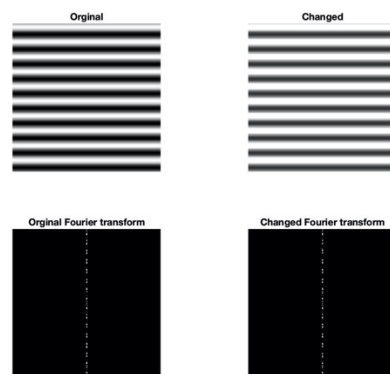 Orginal
Changed
Orginal Fourier transform
Changed Fourier transform